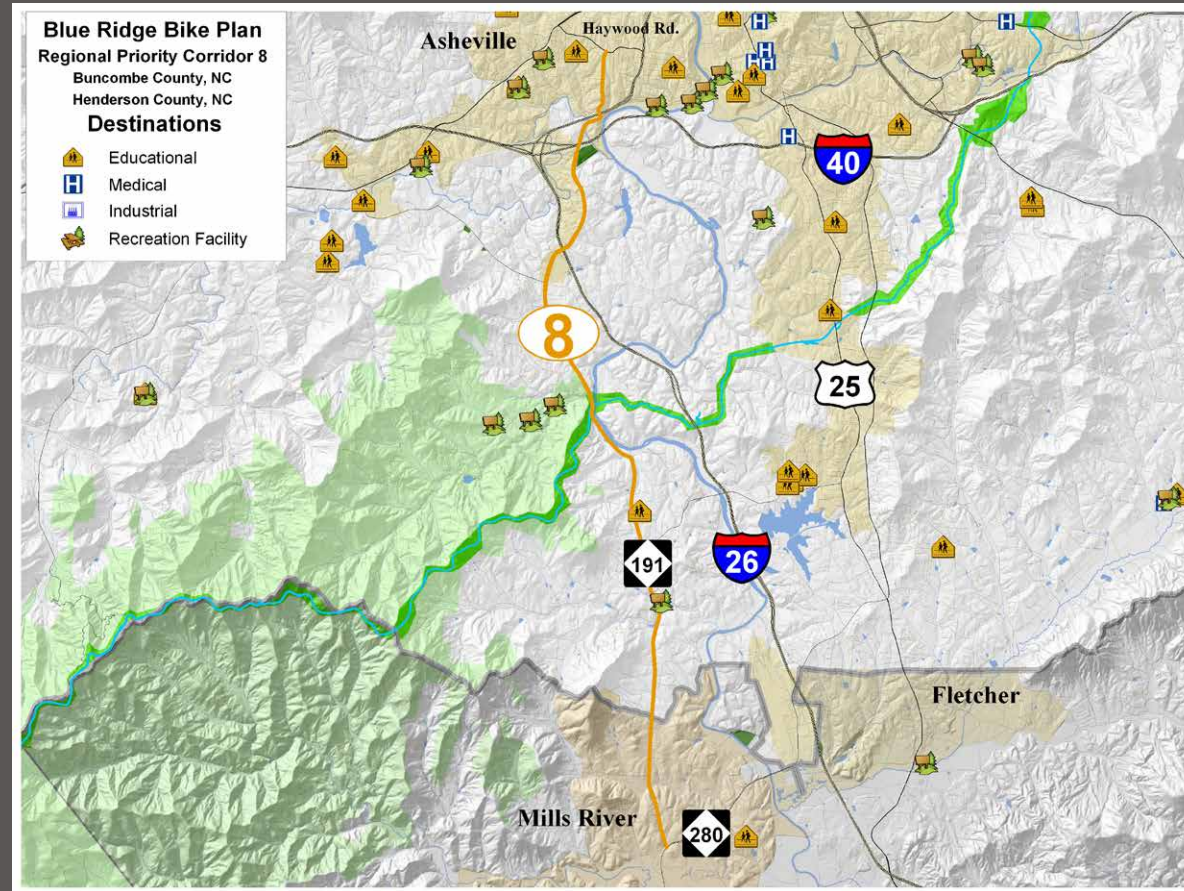 Blue Ridge Bike Plan
Regional Priority Corridor 8
Buncombe County, NC
Henderson County, NC
Destinations
Educational
H Medical
Industrial
Recreation Facility
Asheville
Haywood Rd.
H
H
H
H
H
H
40
8
25
191
26
Fletcher
Mills River
280